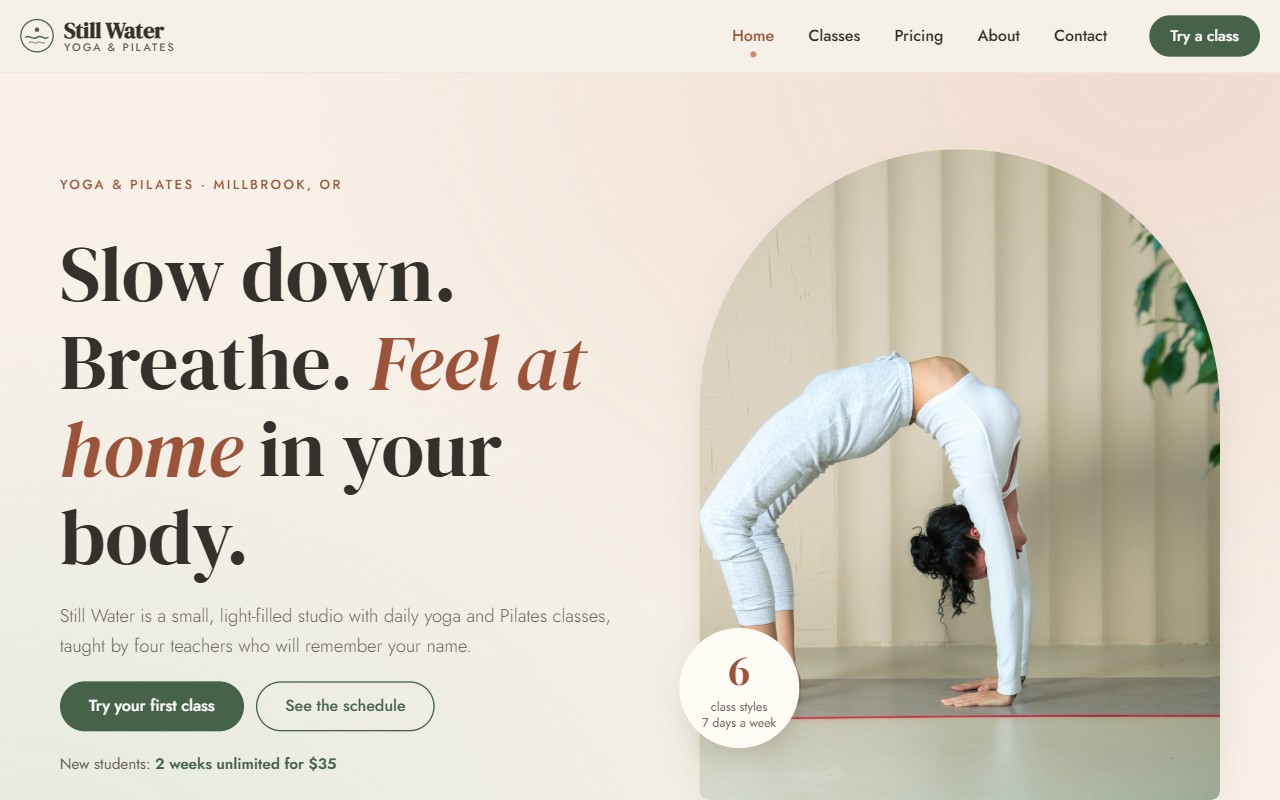 Still Water
YOGA & PILATES
Home
Classes
Pricing
About
Contact
Try a class
YOGA & PILATES · MILLBROOK, OR
Slow down.
Breathe. Feel at
home in your
body.
Still Water is a small, light-filled studio with daily yoga and Pilates classes,
taught by four teachers who will remember your name.
Try your first class
See the schedule
New students: 2 weeks unlimited for $35
6
class styles
7 days a week